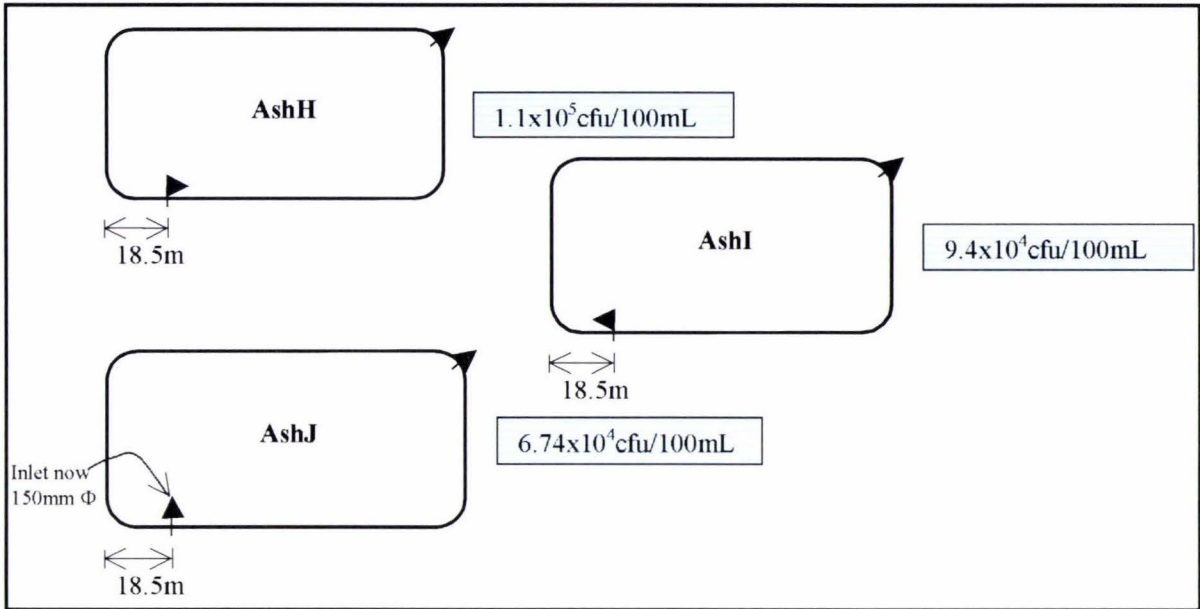 AshH
1.1x10⁵cfu/100mL
18.5m
AshI
9.4x10⁴cfu/100mL
18.5m
AshJ
6.74x10⁴cfu/100mL
Inlet now
150mm Φ
18.5m